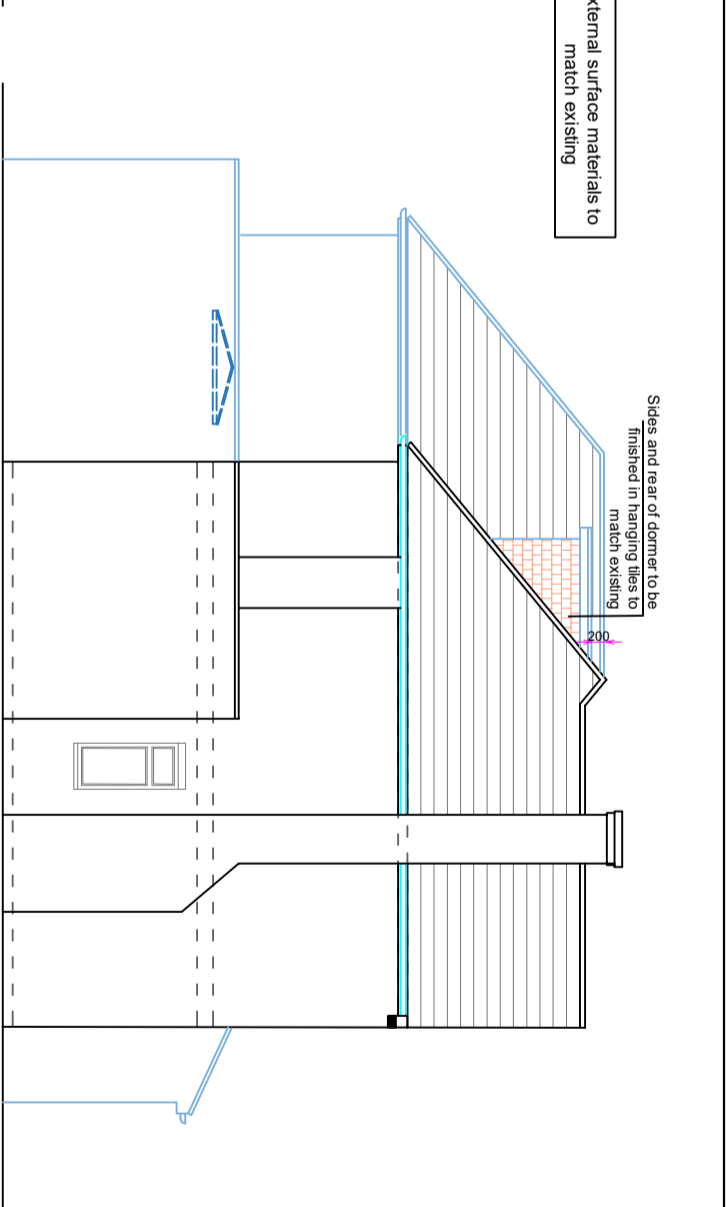 xternal surface materials to
match existing
Sides and rear of dormer to be
finished in hanging tiles to
match existing
200